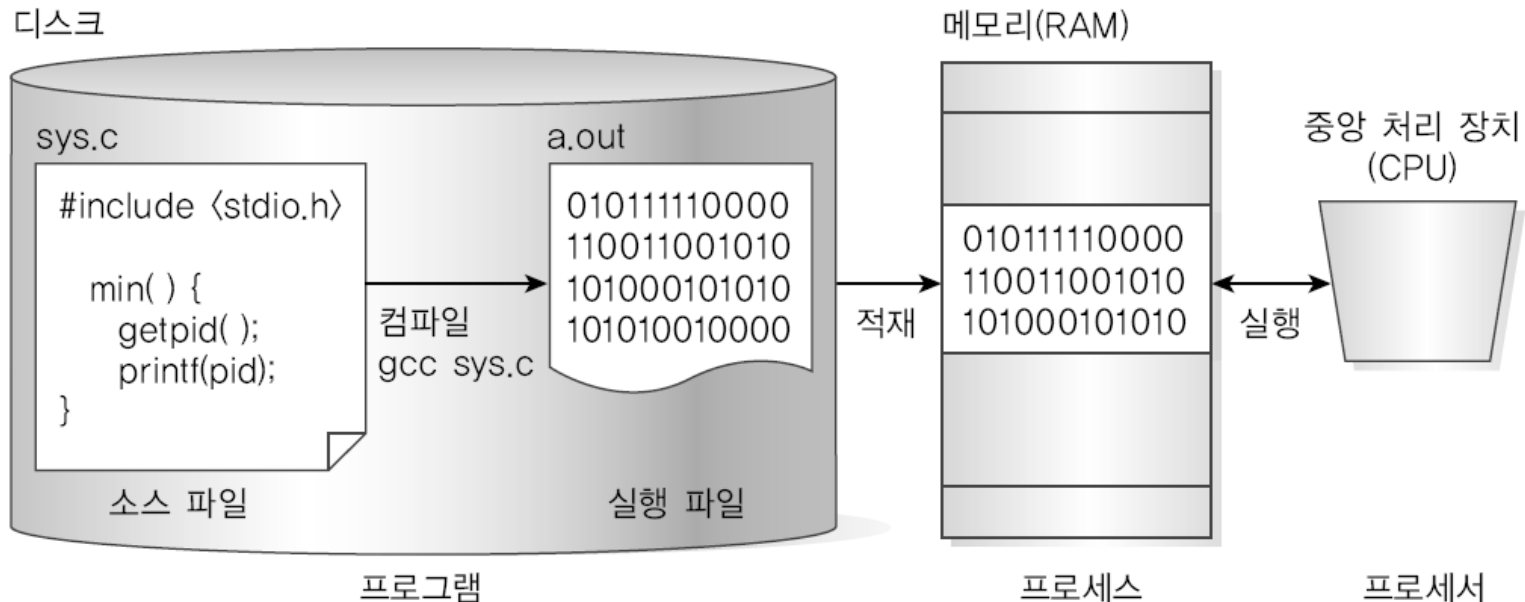 디스크
sys.c
#include <stdio.h>
min( ) {
getpid( );
printf(pid);
}
소스 파일
컴파일
gcc sys.c
a.out
010111110000
110011001010
101000101010
101010010000
실행 파일
프로그램
적재
메모리(RAM)
010111110000
110011001010
101000101010
프로세스
실행
중앙 처리 장치
(CPU)
프로세서